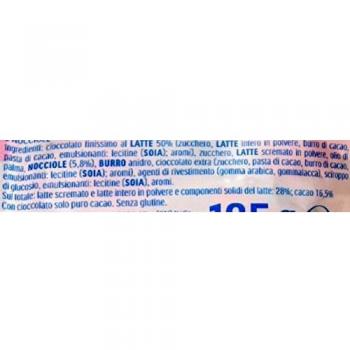 NOCCIOLE
Ingredienti: cioccolato finissimo al LATTE 50% (zucchero, LATTE intero in polvere, burro di cacao,
pasta di cacao, emulsionanti: lecitine (SOIA); aromi), zucchero, LATTE scremato in polvere, olio di
palma, NOCCIOLE (5,8%), BURRO anidro, cioccolato extra (zucchero, pasta di cacao, burro di cacao,
emulsionanti: lecitine (SOIA); aromi), agenti di rivestimento (gomma arabica, gommalacca), sciroppo
di glucosio, emulsionanti: lecitine (SOIA), aromi.
Sul totale: latte scremato e latte intero in polvere e componenti solidi del latte: 28%; cacao 16,5%
Con cioccolato solo puro cacao. Senza glutine.